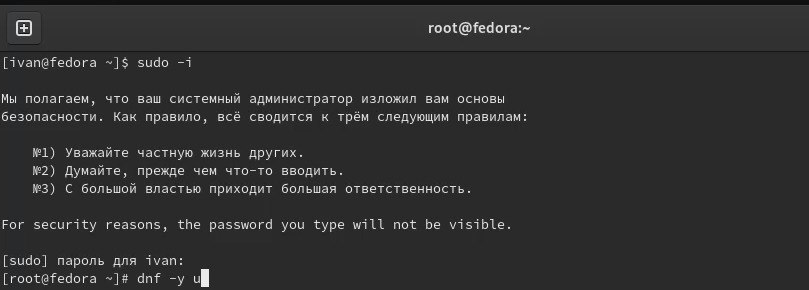 root@fedora:~
[ivan@fedora ~]$ sudo -i
Мы полагаем, что ваш системный администратор изложил вам основы
безопасности. Как правило, всё сводится к трём следующим правилам:
№1) Уважайте частную жизнь других.
№2) Думайте, прежде чем что-то вводить.
№3) С большой властью приходит большая ответственность.
For security reasons, the password you type will not be visible.
[sudo] пароль для ivan:
[root@fedora ~]# dnf -y u